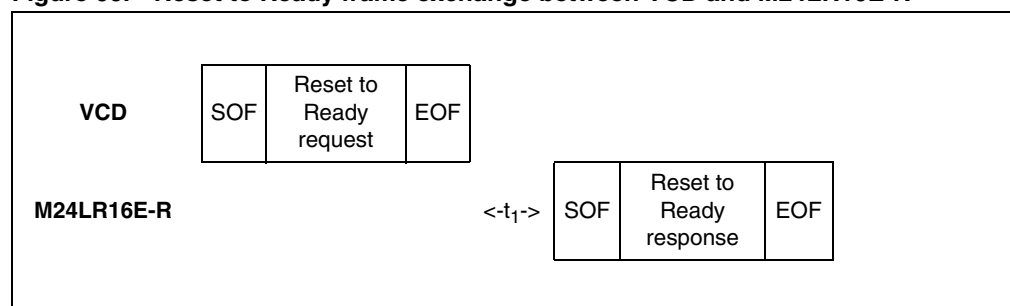 VCD
SOF
Reset to
Ready
request
EOF
M24LR16E-R
<-t1->
SOF
Reset to
Ready
response
EOF